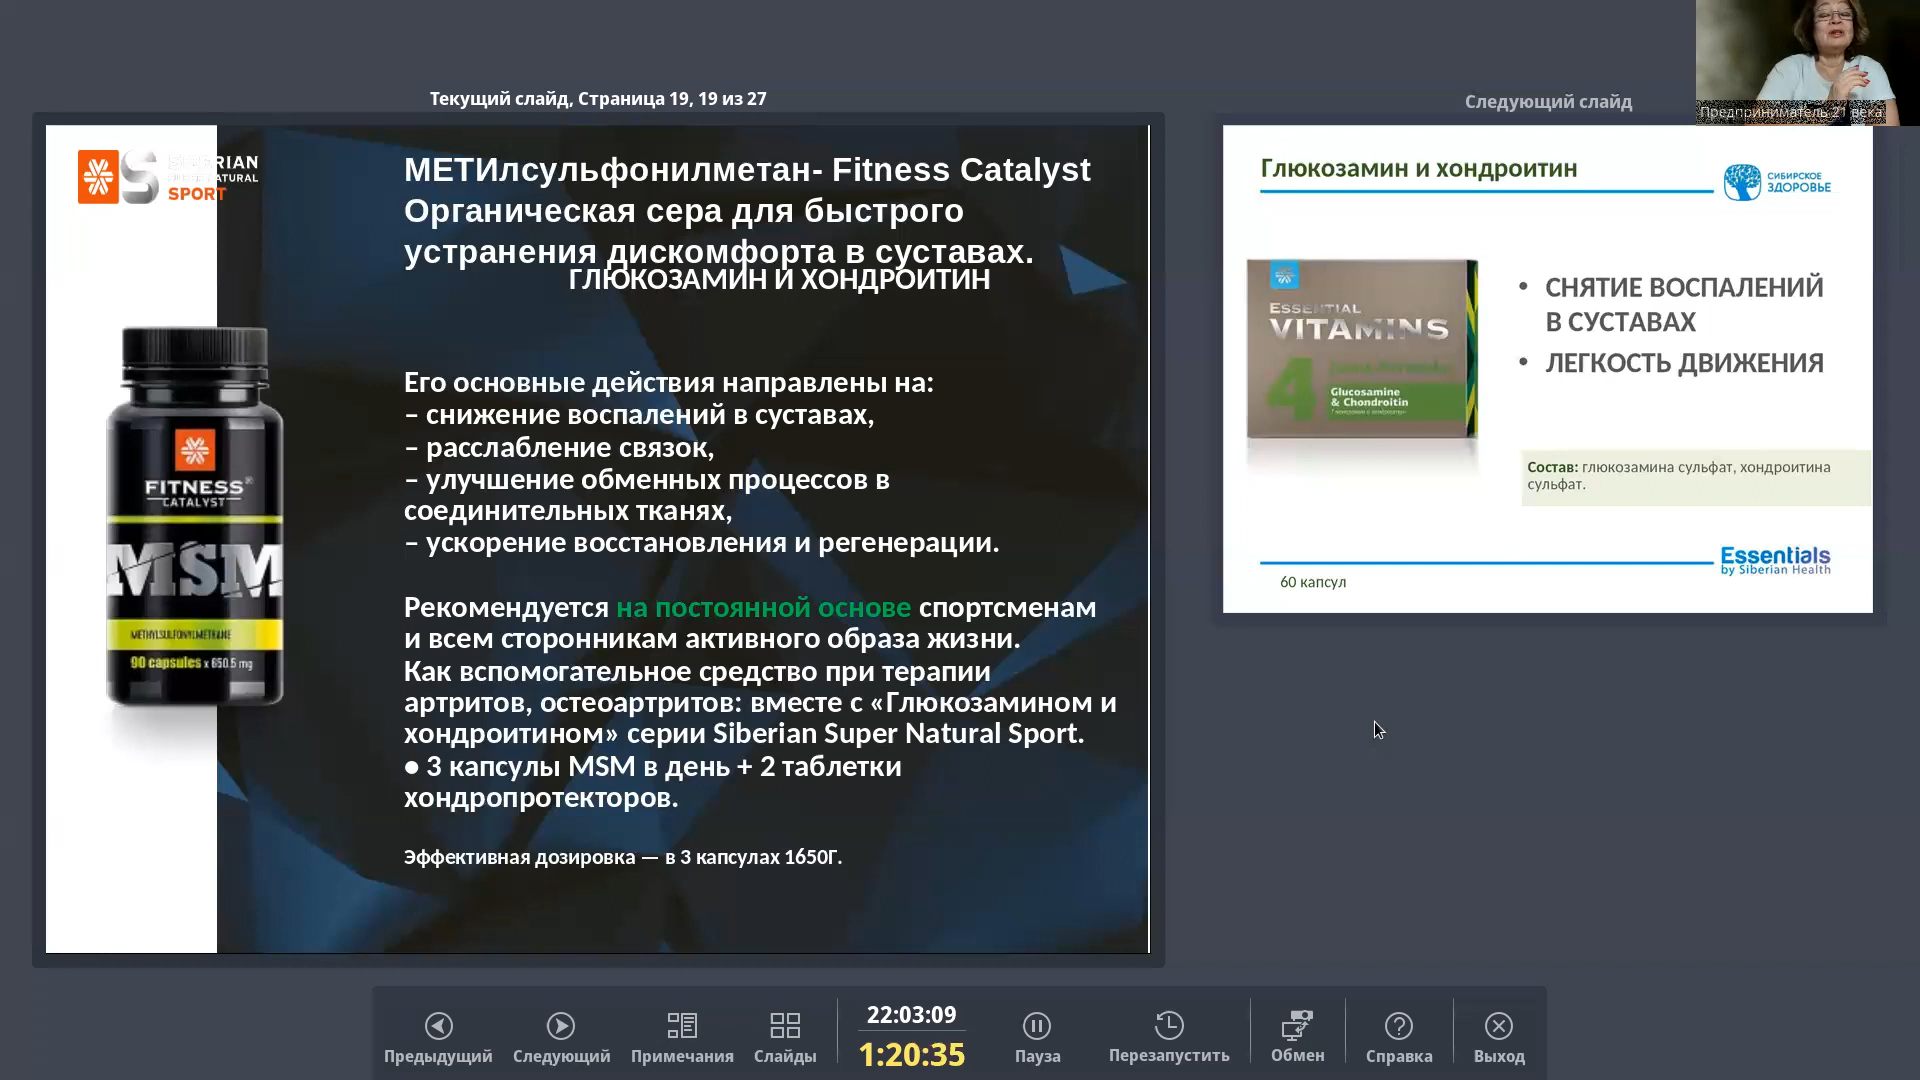 Текущий слайд, Страница 19, 19 из 27
SIBERIAN
SPORT
МЕТИлсульфонилметан- Fitness Catalyst
Органическая сера для быстрого
устранения дискомфорта в суставах.
ГЛЮКОЗАМИН И ХОНДРОИТИН
Его основные действия направлены на:
– снижение воспалений в суставах,
– расслабление связок,
– улучшение обменных процессов в
соединительных тканях,
– ускорение восстановления и регенерации.
Рекомендуется на постоянной основе спортсменам
и всем сторонникам активного образа жизни.
Как вспомогательное средство при терапии
артритов, остеоартритов: вместе с «Глюкозамином и
хондроитином» серии Siberian Super Natural Sport.
● 3 капсулы MSM в день + 2 таблетки
хондропротекторов.
Эффективная дозировка — в 3 капсулах 1650Г.
FITNESS®
CATALYST
MSM
METHYLSULFONYLMETHANE
90 capsules x 650.5 mg
Следующий слайд
Предприниматель 21 века
Глюкозамин и хондроитин
СИБИРСКОЕ
ЗДОРОВЬЕ
ESSENTIAL
VITAMINS
4
Glucosamine
& Chondroitin
• СНЯТИЕ ВОСПАЛЕНИЙ
В СУСТАВАХ
• ЛЕГКОСТЬ ДВИЖЕНИЯ
Состав: глюкозамина сульфат, хондроитина
сульфат.
Essentials
by Siberian Health
60 капсул
Предыдущий
Следующий
Примечания
Слайды
22:03:09
1:20:35
Пауза
Перезапустить
Обмен
Справка
Выход